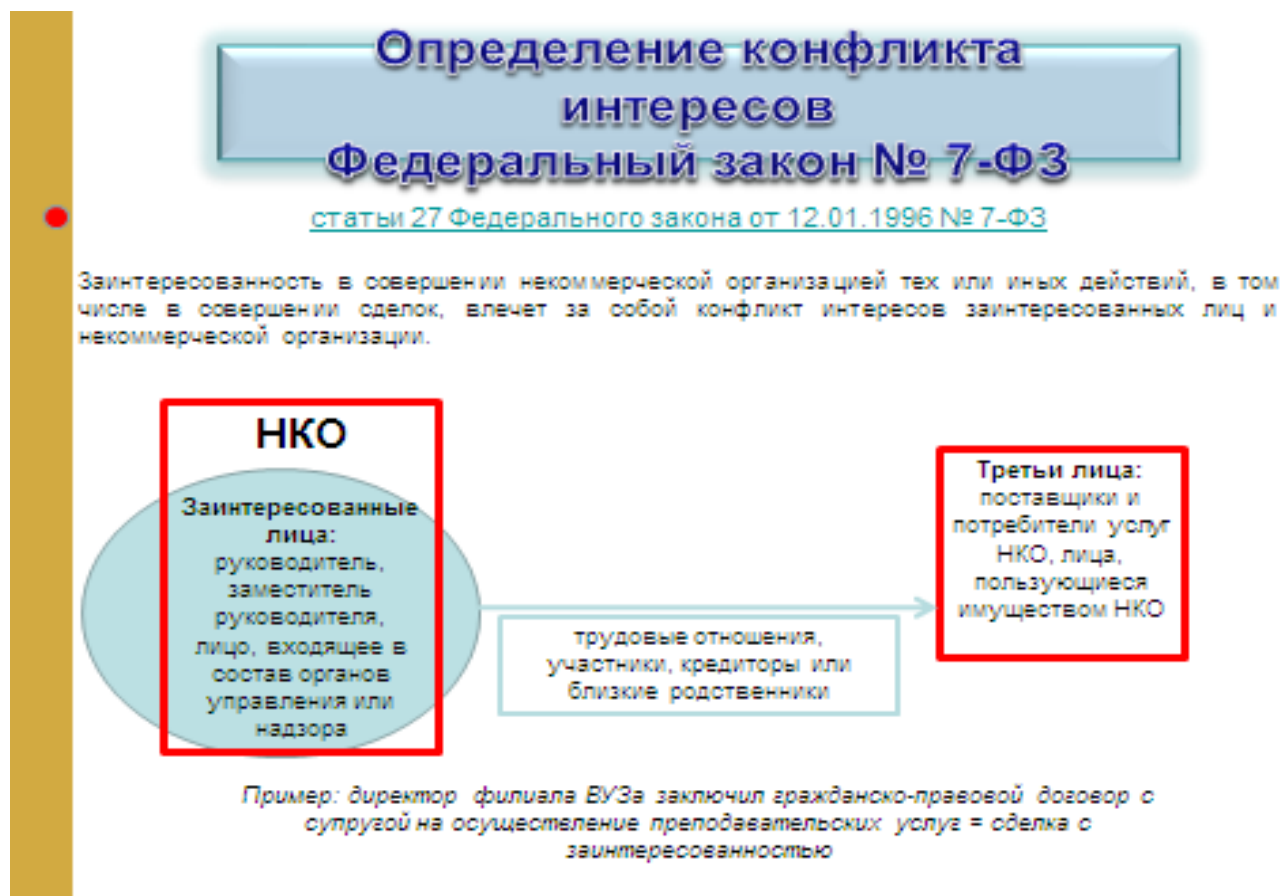 Определение конфликта
интересов
Федеральный закон № 7-ФЗ
статьи 27 Федерального закона от 12.01.1996 № 7-ФЗ
Заинтересованность в совершении некоммерческой организацией тех или иных действий, в том
числе в совершении сделок, влечет за собой конфликт интересов заинтересованных лиц и
некоммерческой организации.
НКО
Заинтересованные
лица:
руководитель,
заместитель
руководителя,
лицо, входящее в
состав органов
управления или
надзора
трудовые отношения,
участники, кредиторы или
близкие родственники
Третьи лица:
поставщики и
потребители услуг
НКО, лица,
пользующиеся
имуществом НКО
Пример: директор филиала ВУЗа заключил гражданско-правовой договор с
супругой на осуществление преподавательских услуг = сделка с
заинтересованностью